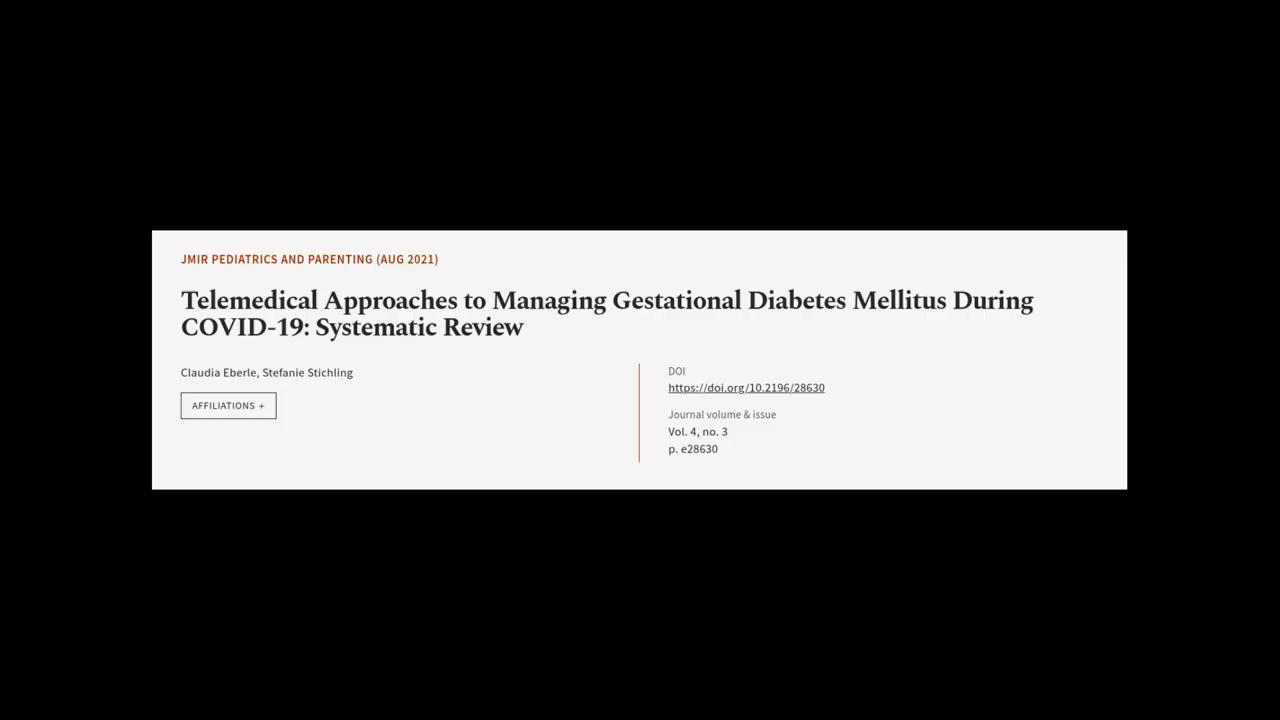 JMIR PEDIATRICS AND PARENTING (AUG 2021)
Telemedical Approaches to Managing Gestational Diabetes Mellitus During
COVID-19: Systematic Review
Claudia Eberle, Stefanie Stichling
AFFILIATIONS +
DOI
https://doi.org/10.2196/28630
Journal volume & issue
Vol. 4, no. 3
p. e28630